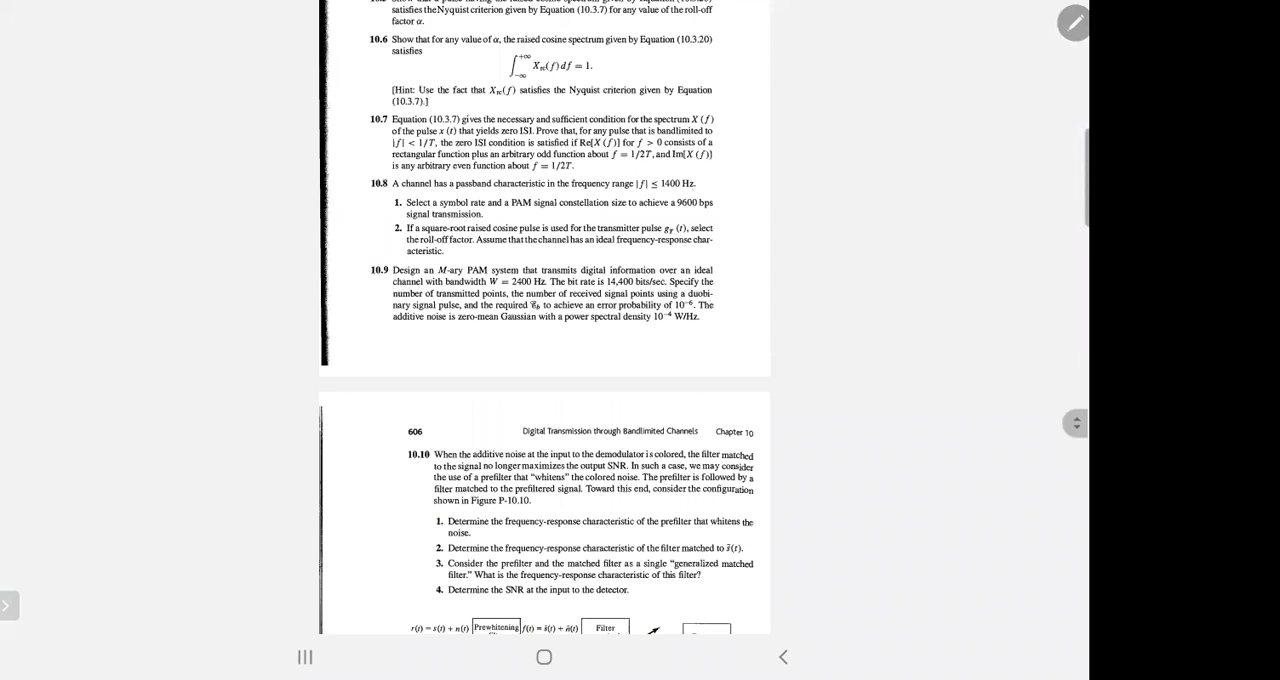 satisfies the Nyquist criterion given by Equation (10.3.7) for any value of the roll-off
factor α.
10.6 Show that for any value of α, the raised cosine spectrum given by Equation (10.3.20)
satisfies
∫_{−∞}^{+∞} X_rc(f) df = 1.
[Hint: Use the fact that X_rc(f) satisfies the Nyquist criterion given by Equation
(10.3.7).]
10.7 Equation (10.3.7) gives the necessary and sufficient condition for the spectrum X (f)
of the pulse x (t) that yields zero ISI. Prove that, for any pulse that is bandlimited to
|f| < 1/T, the zero ISI condition is satisfied if Re[X (f)] for f > 0 consists of a
rectangular function plus an arbitrary odd function about f = 1/2T, and Im[X (f)]
is any arbitrary even function about f = 1/2T.
10.8 A channel has a passband characteristic in the frequency range |f| ≤ 1400 Hz.
1. Select a symbol rate and a PAM signal constellation size to achieve a 9600 bps
signal transmission.
2. If a square-root raised cosine pulse is used for the transmitter pulse g_T (t), select
the roll-off factor. Assume that the channel has an ideal frequency-response char-
acteristic.
10.9 Design an M-ary PAM system that transmits digital information over an ideal
channel with bandwidth W = 2400 Hz. The bit rate is 14,400 bits/sec. Specify the
number of transmitted points, the number of received signal points using a duobi-
nary signal pulse, and the required ℰ_b to achieve an error probability of 10⁻⁶. The
additive noise is zero-mean Gaussian with a power spectral density 10⁻⁴ W/Hz.
606 Digital Transmission through Bandlimited Channels Chapter 10
10.10 When the additive noise at the input to the demodulator is colored, the filter matched
to the signal no longer maximizes the output SNR. In such a case, we may consider
the use of a prefilter that “whitens” the colored noise. The prefilter is followed by a
filter matched to the prefiltered signal. Toward this end, consider the configuration
shown in Figure P-10.10.
1. Determine the frequency-response characteristic of the prefilter that whitens the
noise.
2. Determine the frequency-response characteristic of the filter matched to s̃(t).
3. Consider the prefilter and the matched filter as a single “generalized matched
filter.” What is the frequency-response characteristic of this filter?
4. Determine the SNR at the input to the detector.
r(t) = s(t) + n(t) Prewhitening r̃(t) = s̃(t) + ñ(t) Filter